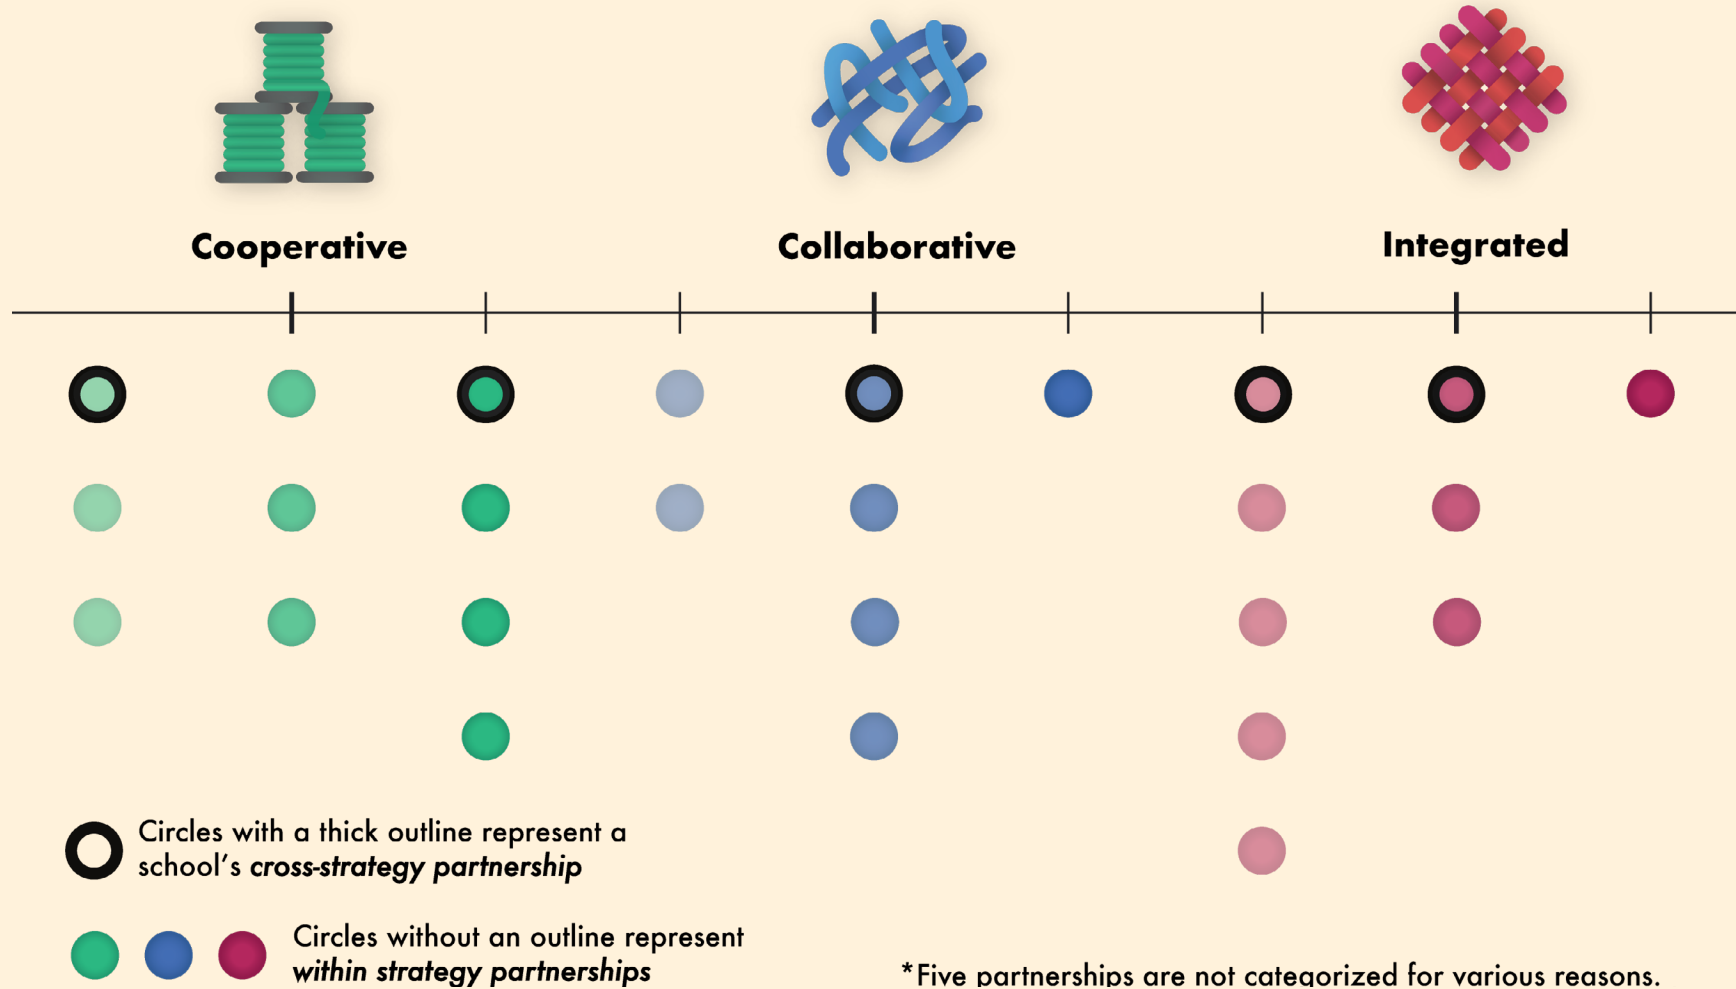 Cooperative
Collaborative
Integrated
Circles with a thick outline represent a
school's cross-strategy partnership
Circles without an outline represent
within strategy partnerships
*Five partnerships are not categorized for various reasons.